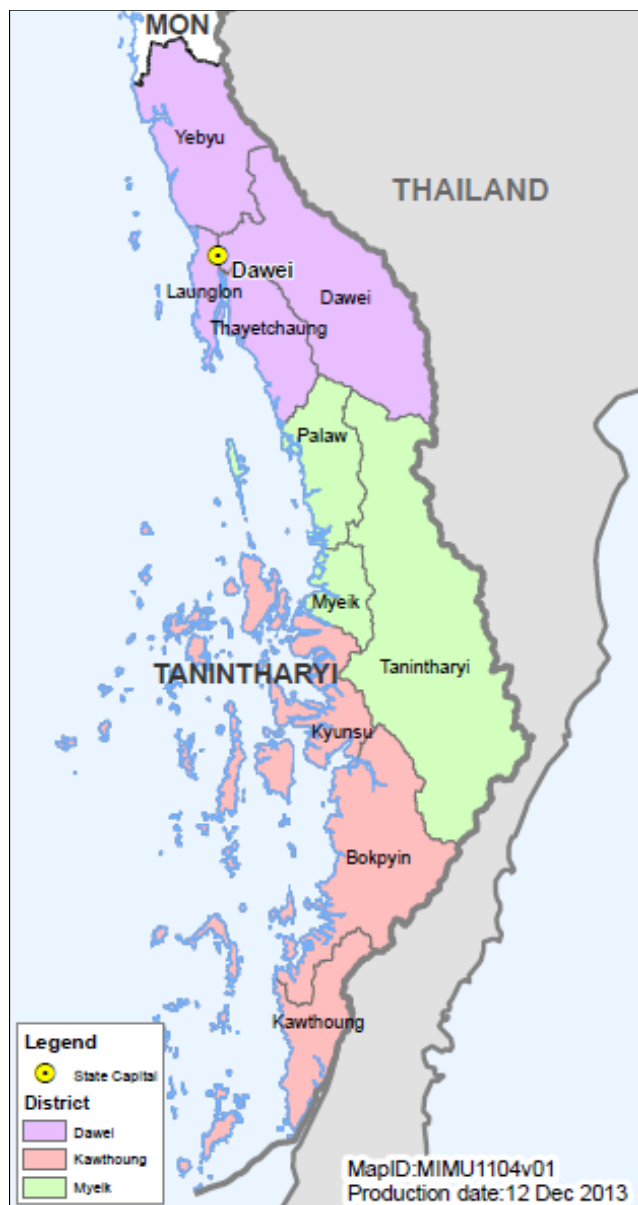 MON
Yebyu
THAILAND
Dawei
Launglon
Dawei
Thayetchaung
Palaw
Myeik
TANINTHARYI
Tanintharyi
Kyunsu
Bokpyin
Kawthoung
Legend
State Capital
District
Dawei
Kawthoung
Myeik
MapID:MIMU1104v01
Production date:12 Dec 2013